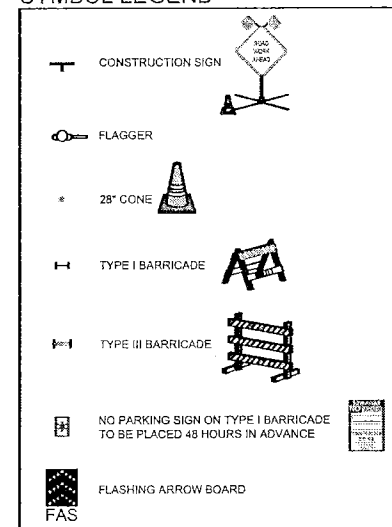 SYMBOL LEGEND
ROAD
WORK
AHEAD
CONSTRUCTION SIGN
FLAGGER
28" CONE
TYPE I BARRICADE
TYPE III BARRICADE
NO PARKING SIGN ON TYPE I BARRICADE
TO BE PLACED 48 HOURS IN ADVANCE
FLASHING ARROW BOARD
FAS